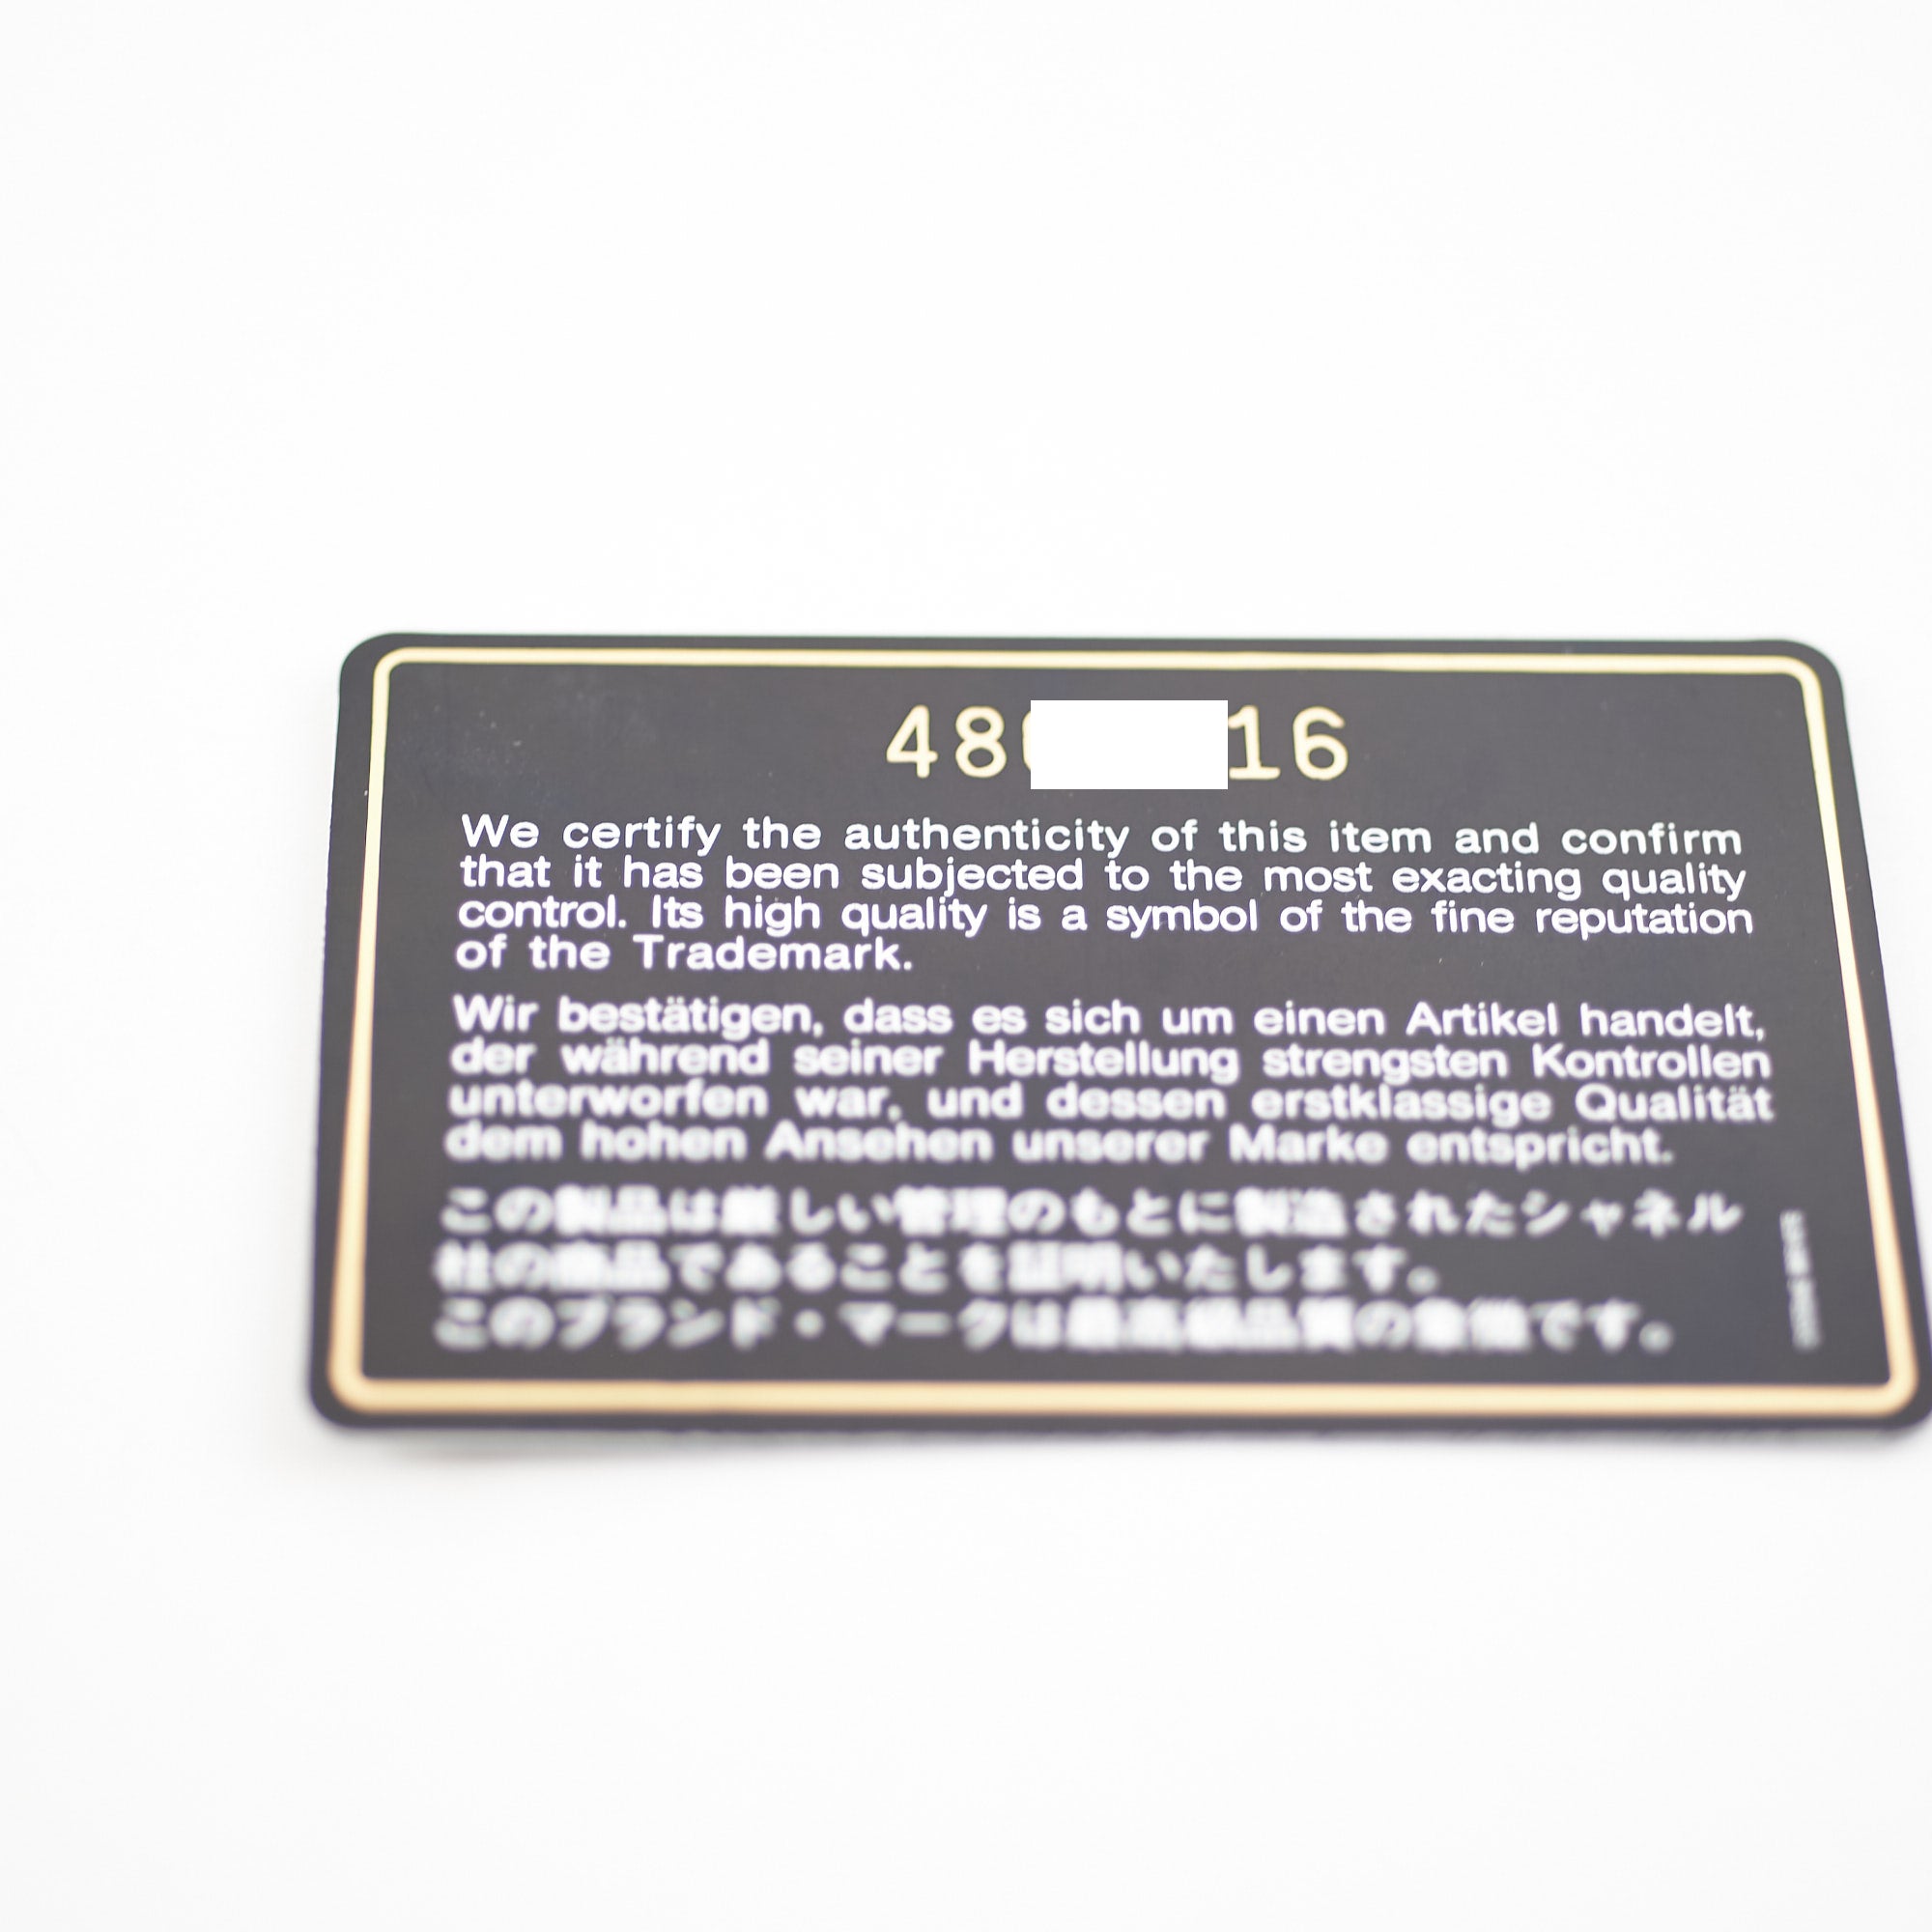 48 16
We certify the authenticity of this item and confirm
that it has been subjected to the most exacting quality
control. Its high quality is a symbol of the fine reputation
of the Trademark.
Wir bestätigen, dass es sich um einen Artikel handelt,
der während seiner Herstellung strengsten Kontrollen
unterworfen war, und dessen erstklassige Qualität
dem hohen Ansehen unserer Marke entspricht.
この製品は厳しい管理のもとに製造されたシャネル
社の商品であることを証明いたします。
このブランド・マークは最高級品質の象徴です。